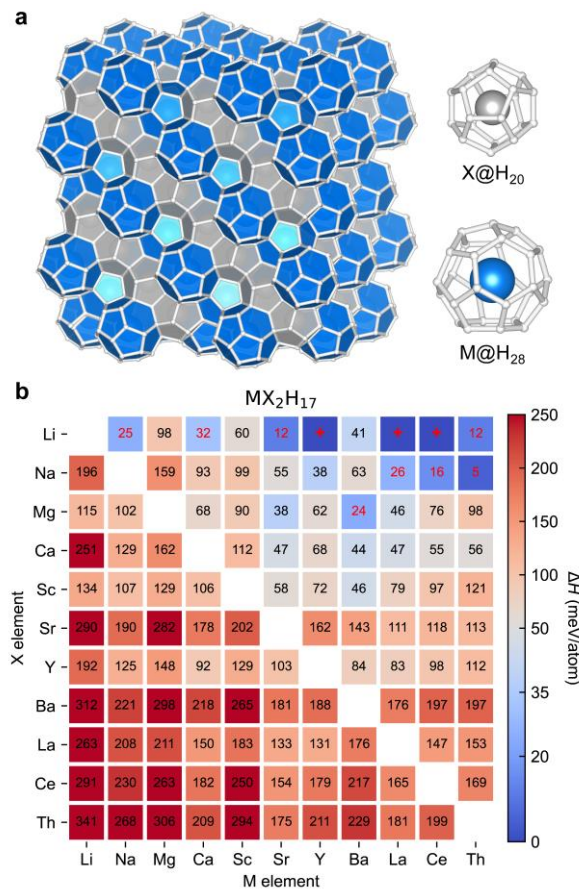 a
X@H20
M@H28
b
MX2H17
Li 25 98 32 60 12 ✦ 41 ✦ ✦ 12
Na 196 159 93 99 55 38 63 26 16 5
Mg 115 102 68 90 38 62 24 46 76 98
Ca 251 129 162 112 47 68 44 47 55 56
Sc 134 107 129 106 58 72 46 79 97 121
Sr 290 190 282 178 202 162 143 111 118 113
Y 192 125 148 92 129 103 84 83 98 112
Ba 312 221 298 218 265 181 188 176 197 197
La 263 208 211 150 183 133 131 176 147 153
Ce 291 230 263 182 250 154 179 217 165 169
Th 341 268 306 209 294 175 211 229 181 199
Li Na Mg Ca Sc Sr Y Ba La Ce Th
M element
X element
250
200
150
100
50
35
20
0
ΔH (meV/atom)